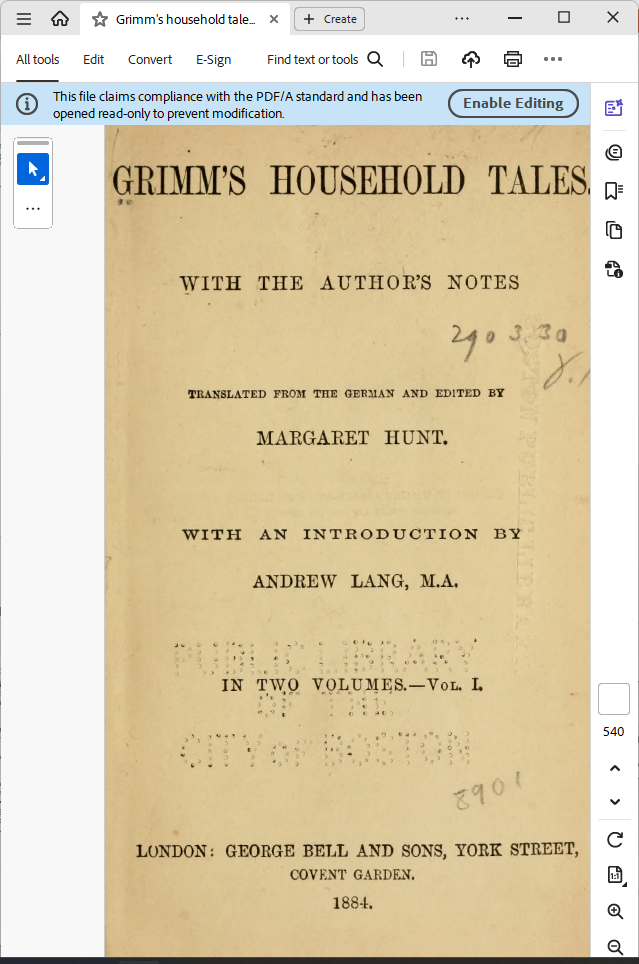 Grimm's household tale...
Create
All tools
Edit
Convert
E-Sign
Find text or tools
This file claims compliance with the PDF/A standard and has been
opened read-only to prevent modification.
Enable Editing
GRIMM'S HOUSEHOLD TALES.
WITH THE AUTHOR'S NOTES
2903.30
TRANSLATED FROM THE GERMAN AND EDITED BY
MARGARET HUNT.
WITH AN INTRODUCTION BY
ANDREW LANG, M.A.
PUBLIC LIBRARY
IN TWO VOLUMES.—VOL. I.
OF THE
CITY OF BOSTON
8901
LONDON: GEORGE BELL AND SONS, YORK STREET,
COVENT GARDEN.
1884.
540
1:1